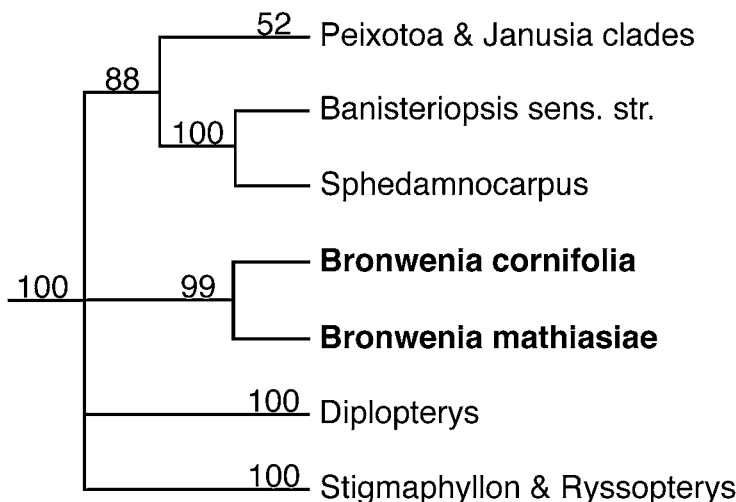 52 Peixotoa & Janusia clades
88
Banisteriopsis sens. str.
100
Sphedamnocarpus
Bronwenia cornifolia
100 99
Bronwenia mathiasiae
100 Diplopterys
100 Stigmaphyllon & Ryssopterys